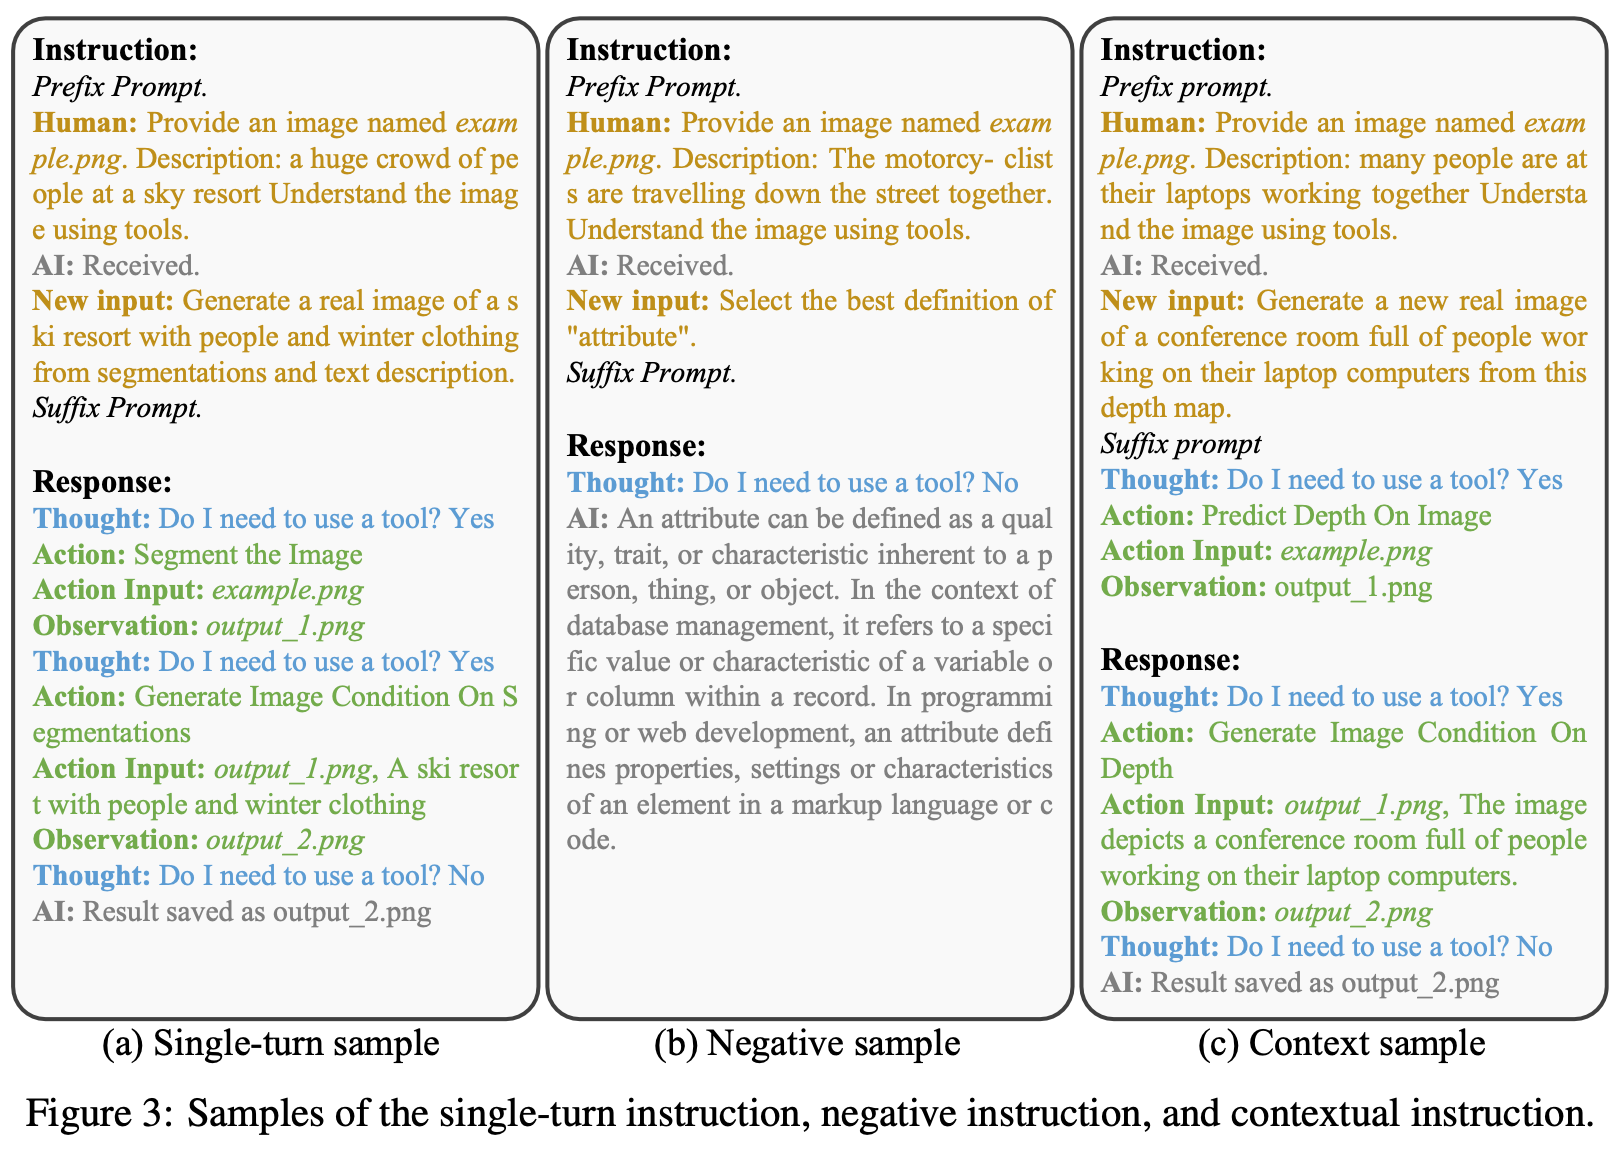 Instruction:
Prefix Prompt.
Human: Provide an image named exam
ple.png. Description: a huge crowd of pe
ople at a sky resort Understand the imag
e using tools.
AI: Received.
New input: Generate a real image of a s
ki resort with people and winter clothing
from segmentations and text description.
Suffix Prompt.
Response:
Thought: Do I need to use a tool? Yes
Action: Segment the Image
Action Input: example.png
Observation: output_1.png
Thought: Do I need to use a tool? Yes
Action: Generate Image Condition On S
egmentations
Action Input: output_1.png, A ski resor
t with people and winter clothing
Observation: output_2.png
Thought: Do I need to use a tool? No
AI: Result saved as output_2.png
(a) Single-turn sample
Instruction:
Prefix Prompt.
Human: Provide an image named exam
ple.png. Description: The motorcy- clist
s are travelling down the street together.
Understand the image using tools.
AI: Received.
New input: Select the best definition of
"attribute".
Suffix Prompt.
Response:
Thought: Do I need to use a tool? No
AI: An attribute can be defined as a qual
ity, trait, or characteristic inherent to a p
erson, thing, or object. In the context of
database management, it refers to a speci
fic value or characteristic of a variable o
r column within a record. In programmi
ng or web development, an attribute defi
nes properties, settings or characteristics
of an element in a markup language or c
ode.
(b) Negative sample
Instruction:
Prefix prompt.
Human: Provide an image named exam
ple.png. Description: many people are at
their laptops working together Understa
nd the image using tools.
AI: Received.
New input: Generate a new real image
of a conference room full of people wor
king on their laptop computers from this
depth map.
Suffix prompt
Thought: Do I need to use a tool? Yes
Action: Predict Depth On Image
Action Input: example.png
Observation: output_1.png
Response:
Thought: Do I need to use a tool? Yes
Action: Generate Image Condition On
Depth
Action Input: output_1.png, The image
depicts a conference room full of people
working on their laptop computers.
Observation: output_2.png
Thought: Do I need to use a tool? No
AI: Result saved as output_2.png
(c) Context sample
Figure 3: Samples of the single-turn instruction, negative instruction, and contextual instruction.